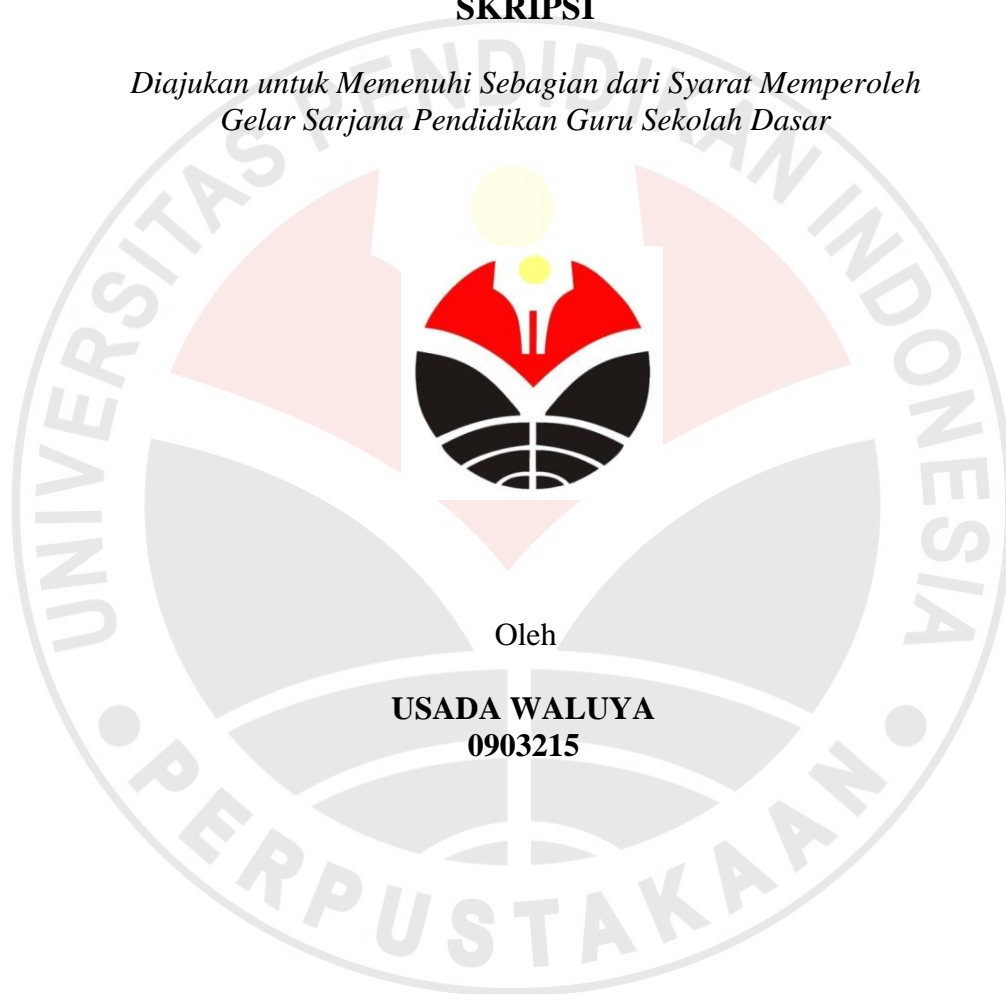 SKRIPSI
Diajukan untuk Memenuhi Sebagian dari Syarat Memperoleh
Gelar Sarjana Pendidikan Guru Sekolah Dasar
Oleh
USADA WALUYA
0903215
UNIVERSITAS PENDIDIKAN INDONESIA
PERPUSTAKAAN